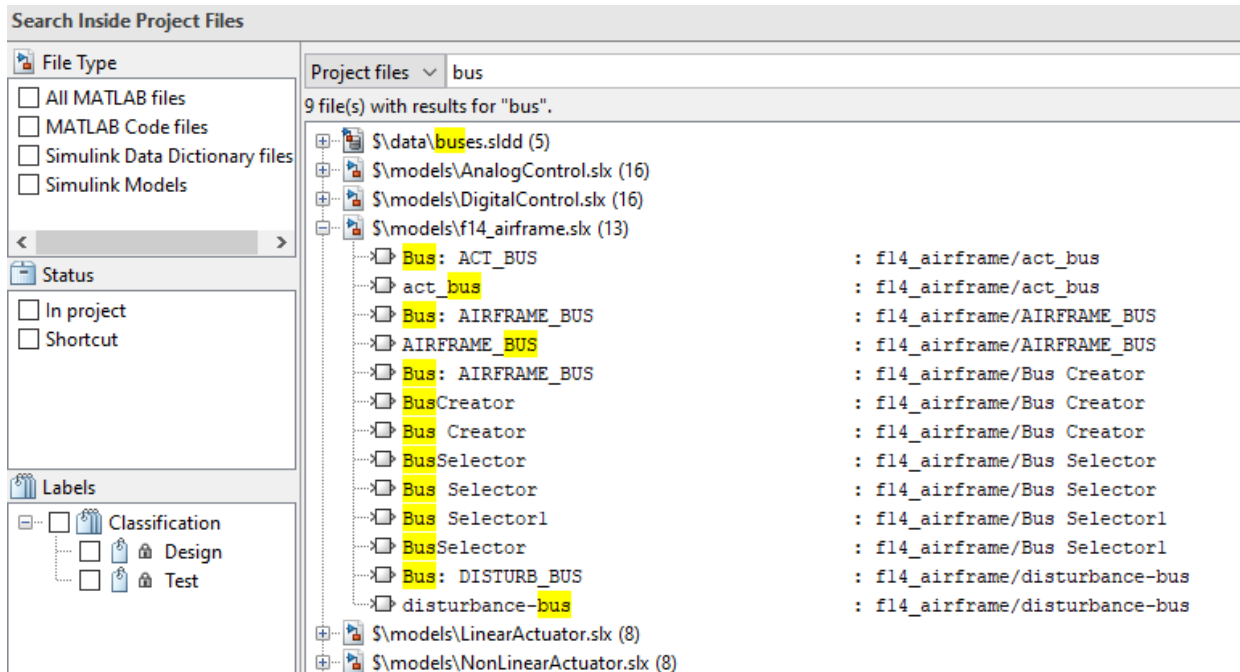 Search Inside Project Files
File Type
All MATLAB files
MATLAB Code files
Simulink Data Dictionary files
Simulink Models
Status
In project
Shortcut
Labels
Classification
Design
Test
Project files bus
9 file(s) with results for "bus".
$\data\buses.sldd (5)
$\models\AnalogControl.slx (16)
$\models\DigitalControl.slx (16)
$\models\f14_airframe.slx (13)
Bus: ACT_BUS : f14_airframe/act_bus
act_bus : f14_airframe/act_bus
Bus: AIRFRAME_BUS : f14_airframe/AIRFRAME_BUS
AIRFRAME_BUS : f14_airframe/AIRFRAME_BUS
Bus: AIRFRAME_BUS : f14_airframe/Bus Creator
BusCreator : f14_airframe/Bus Creator
Bus Creator : f14_airframe/Bus Creator
BusSelector : f14_airframe/Bus Selector
Bus Selector : f14_airframe/Bus Selector
Bus Selector1 : f14_airframe/Bus Selector1
BusSelector : f14_airframe/Bus Selector1
Bus: DISTURB_BUS : f14_airframe/disturbance-bus
disturbance-bus : f14_airframe/disturbance-bus
$\models\LinearActuator.slx (8)
$\models\NonLinearActuator.slx (8)